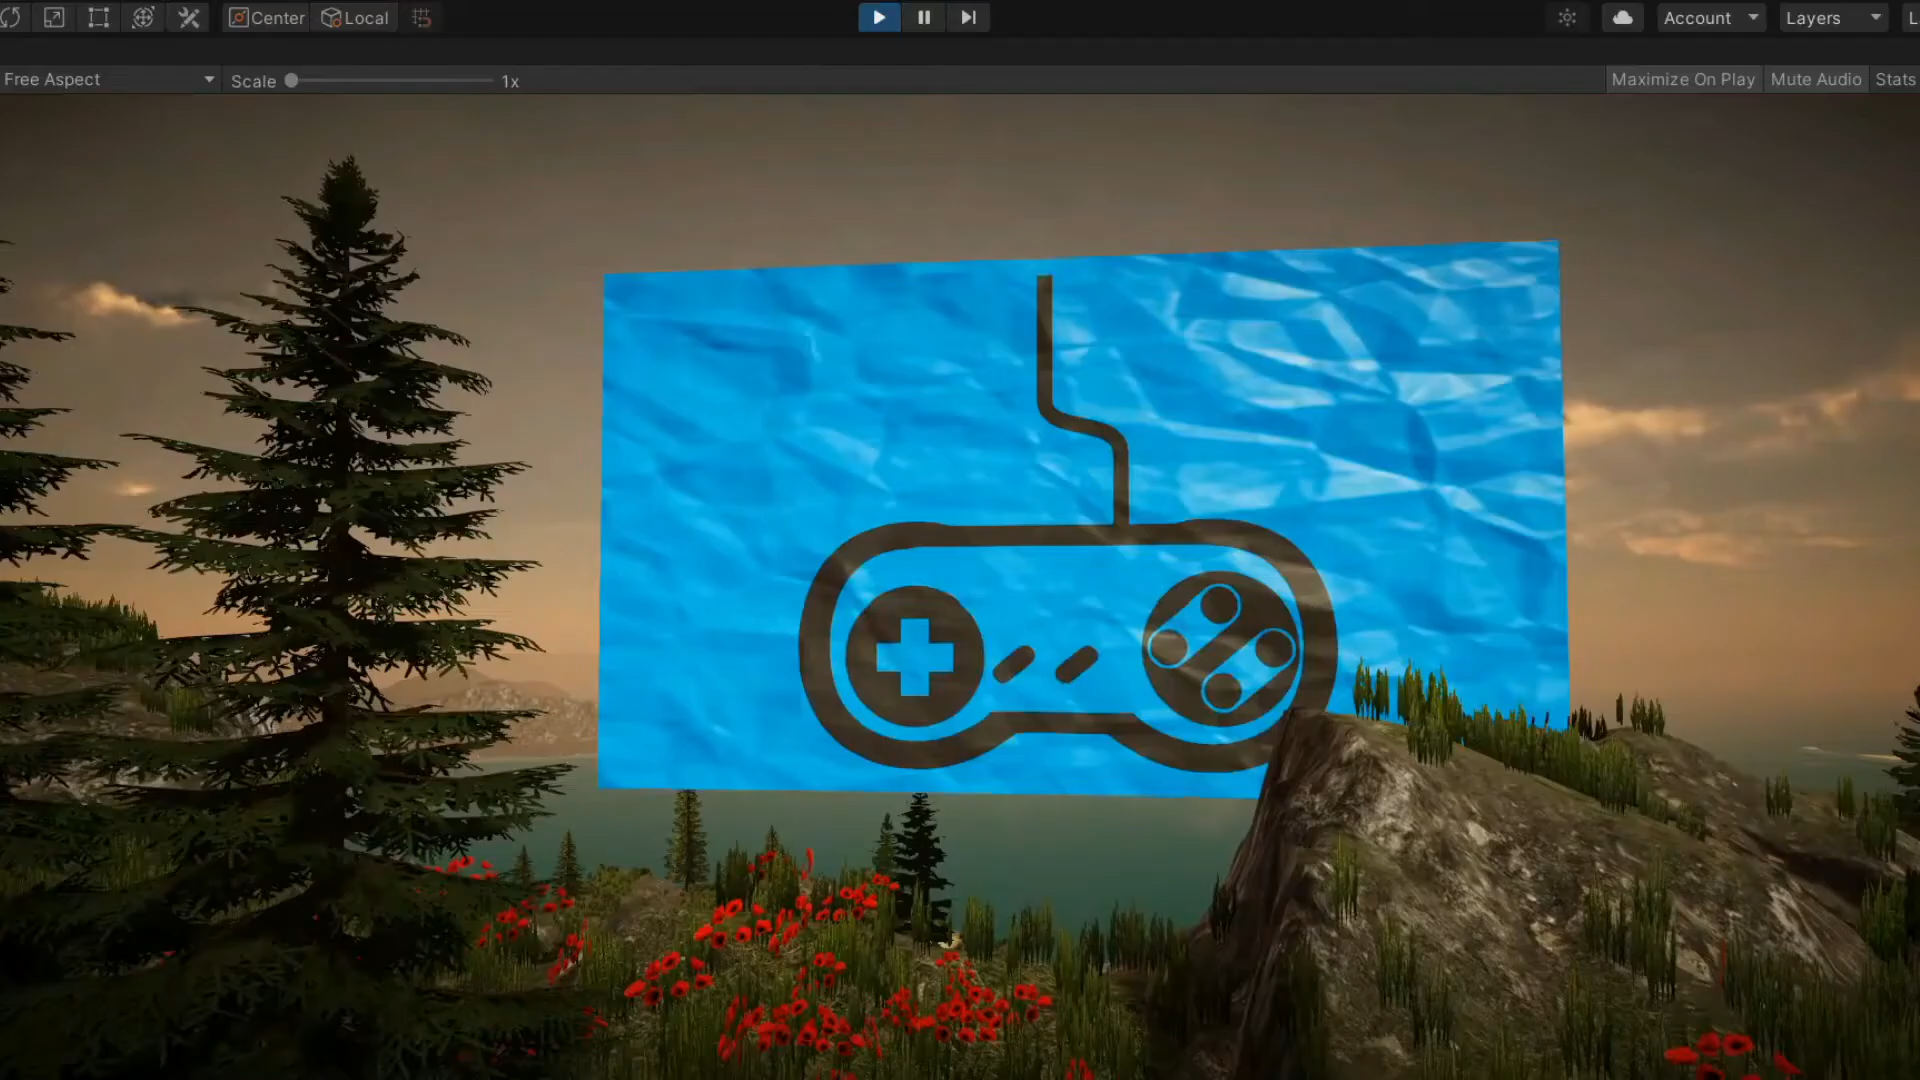 Center Local Account Layers L
Free Aspect Scale 1x Maximize On Play Mute Audio Stats